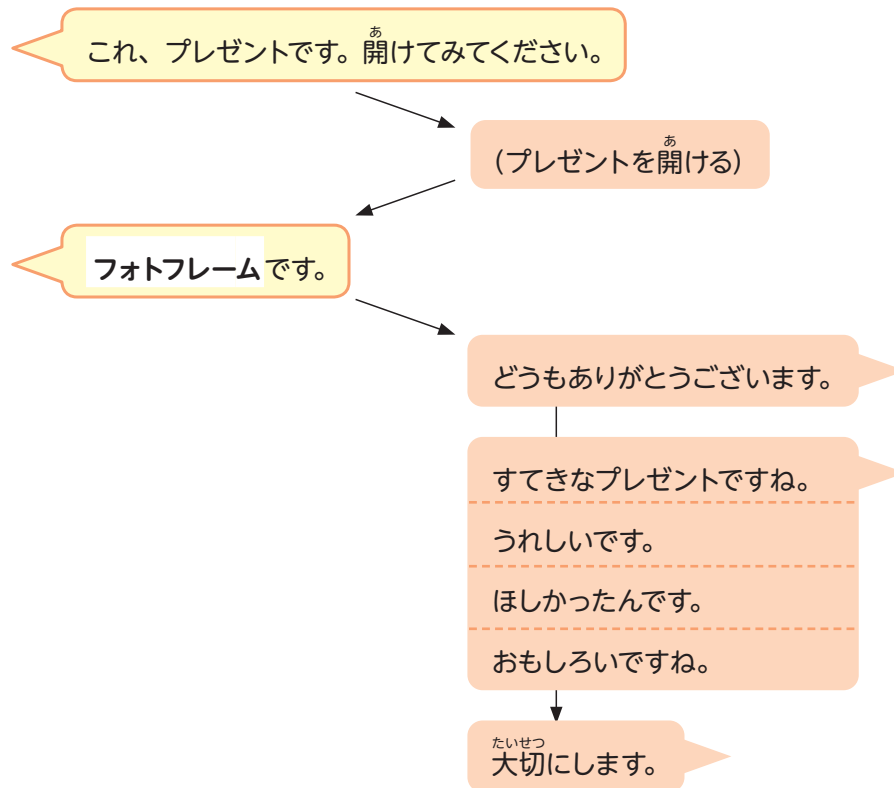 これ、プレゼントです。開けてみてください。
(プレゼントを開ける)
フォトフレームです。
どうもありがとうございます。
すてきなプレゼントですね。
うれしいです。
ほしかったんです。
おもしろいですね。
大切にします。